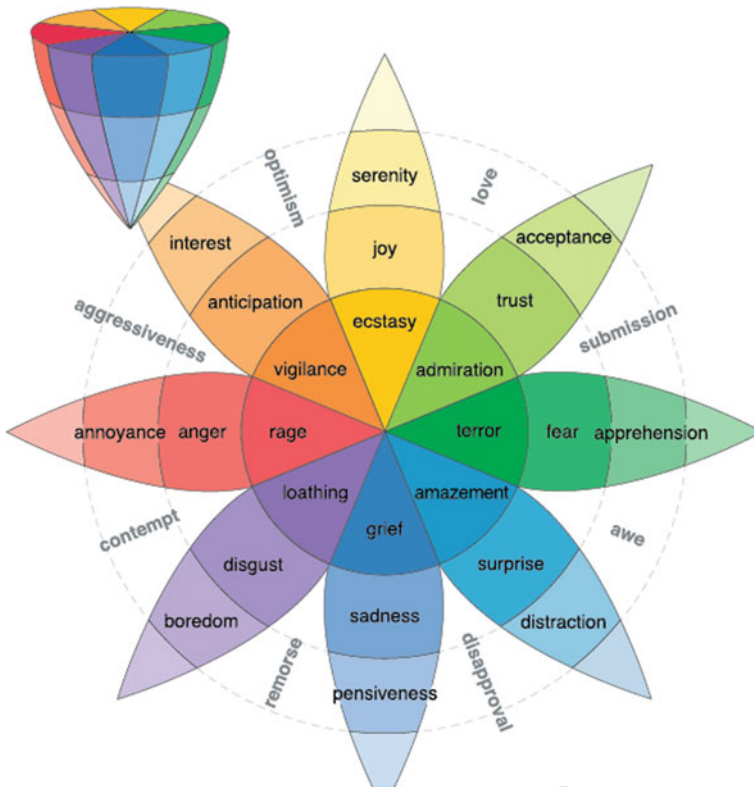 optimism
love
serenity
interest
acceptance
joy
anticipation
trust
aggressiveness
submission
ecstasy
vigilance
admiration
annoyance
anger
rage
terror
fear
apprehension
loathing
amazement
contempt
grief
awe
disgust
surprise
boredom
sadness
distraction
remorse
disapproval
pensiveness